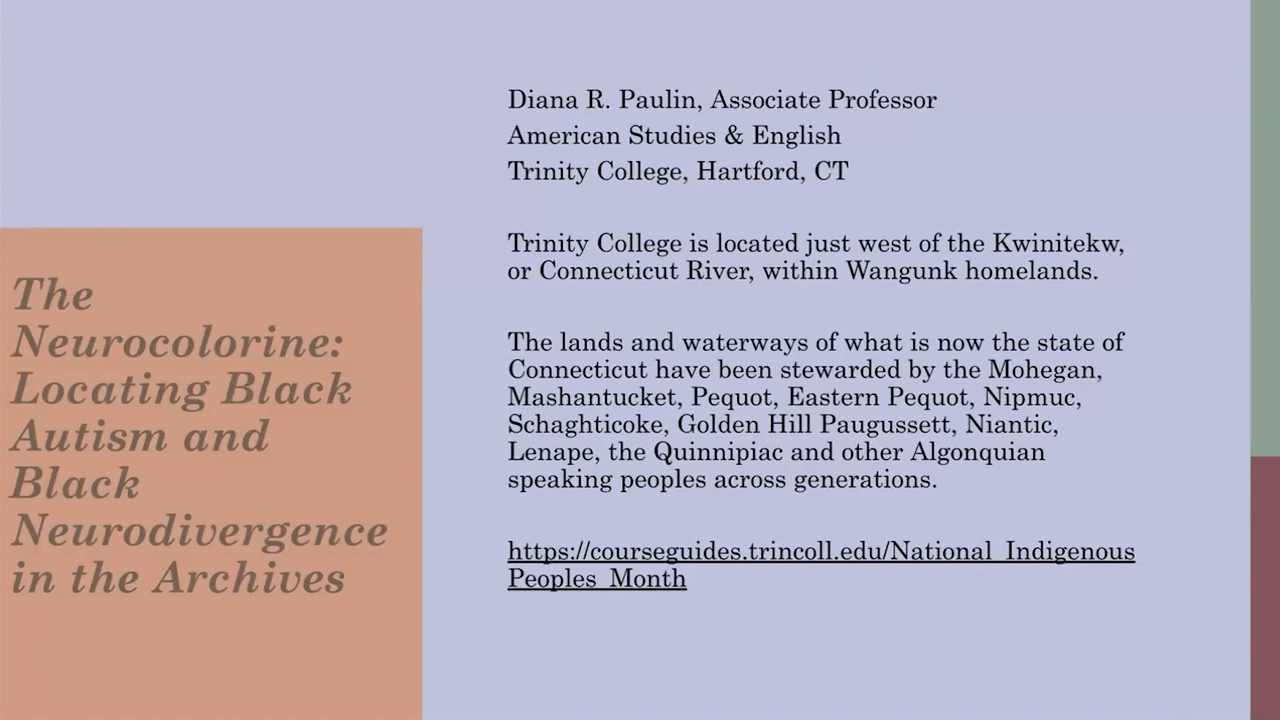 The
Neurocolorine:
Locating Black
Autism and
Black
Neurodivergence
in the Archives
Diana R. Paulin, Associate Professor
American Studies & English
Trinity College, Hartford, CT
Trinity College is located just west of the Kwinitekw,
or Connecticut River, within Wangunk homelands.
The lands and waterways of what is now the state of
Connecticut have been stewarded by the Mohegan,
Mashantucket, Pequot, Eastern Pequot, Nipmuc,
Schaghticoke, Golden Hill Paugussett, Niantic,
Lenape, the Quinnipiac and other Algonquian
speaking peoples across generations.
https://courseguides.trincoll.edu/National_Indigenous
Peoples_Month